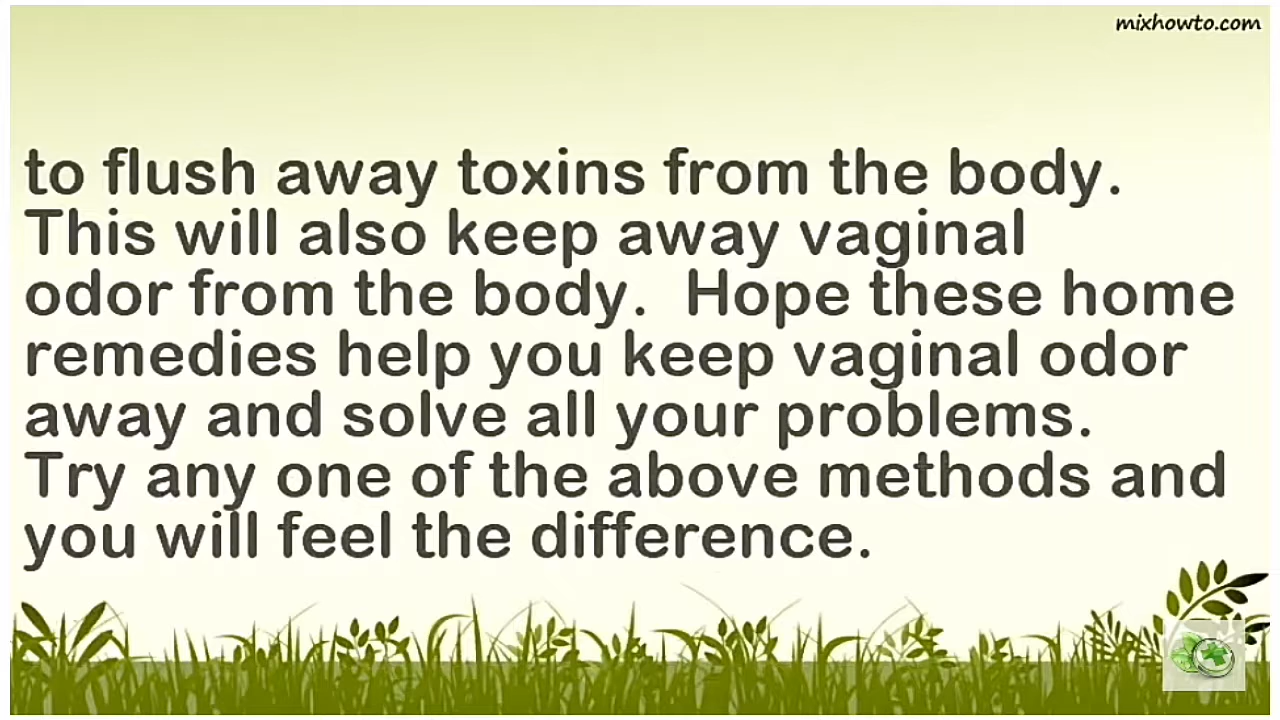 mixhowto.com
to flush away toxins from the body.
This will also keep away vaginal
odor from the body.  Hope these home
remedies help you keep vaginal odor
away and solve all your problems.
Try any one of the above methods and
you will feel the difference.